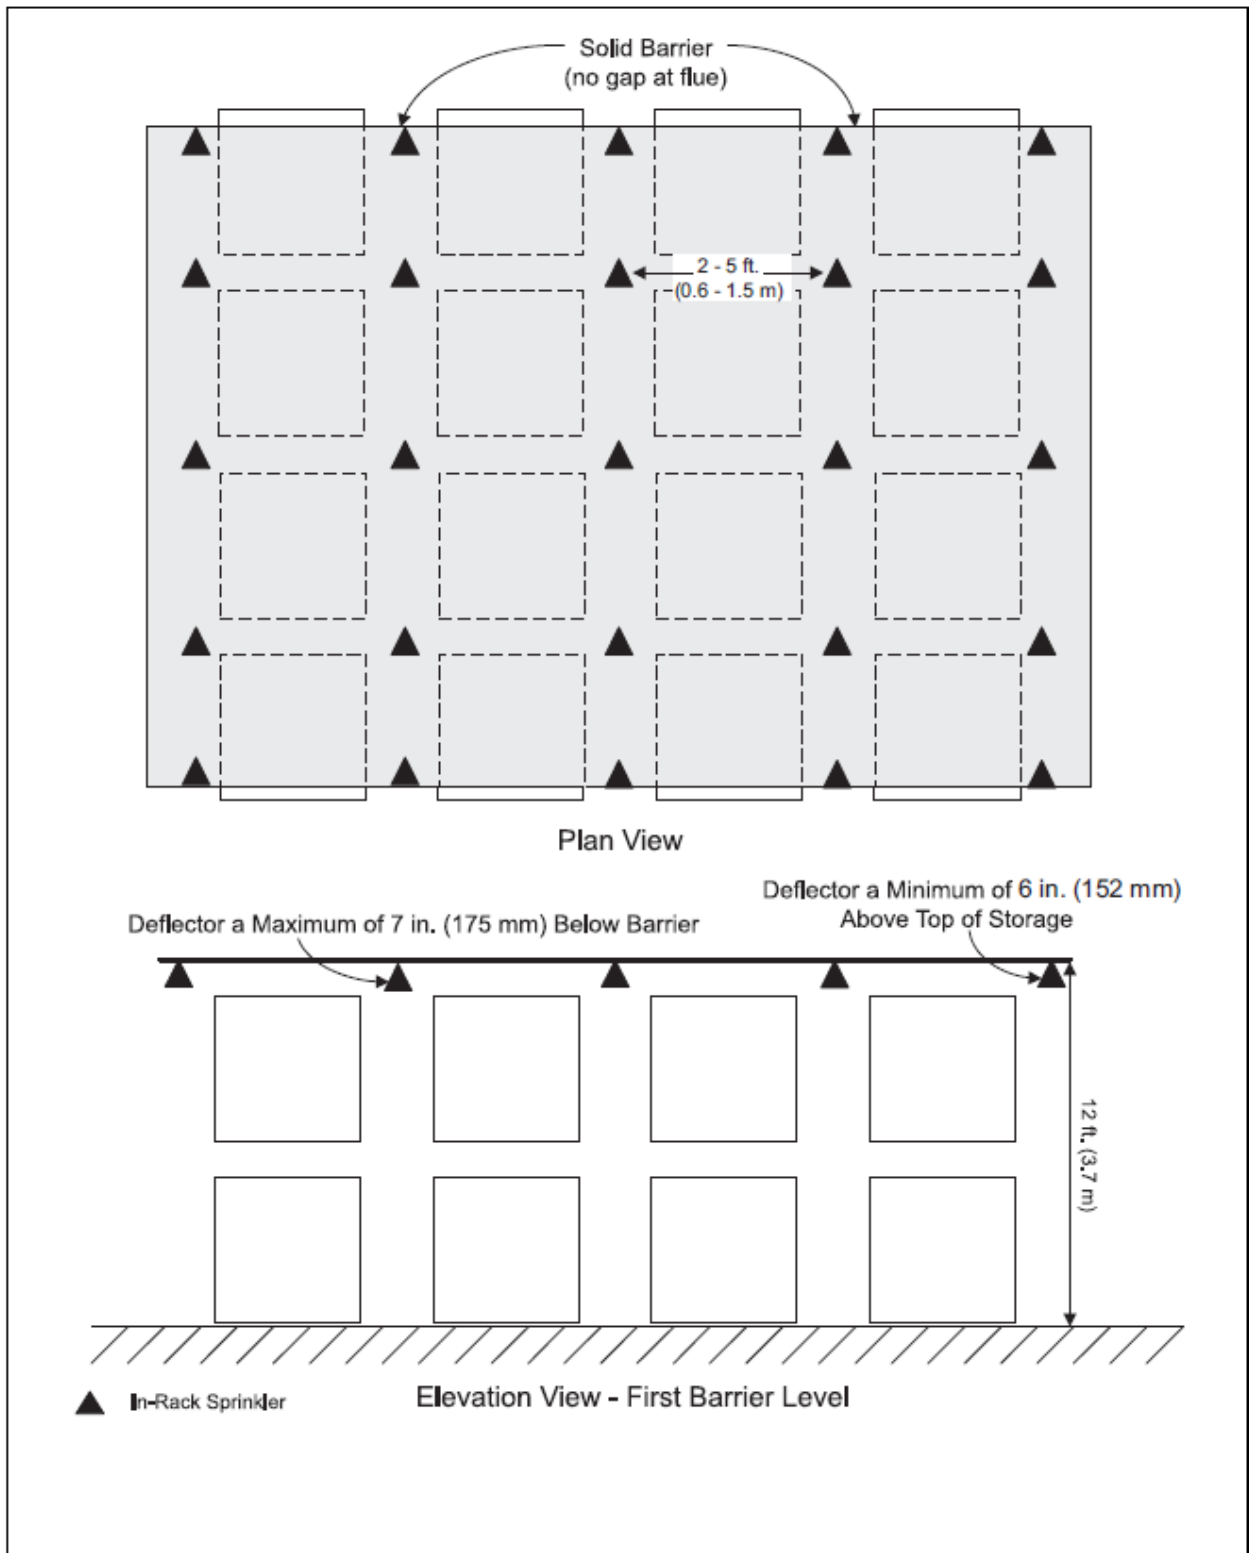 Solid Barrier
(no gap at flue)
2 - 5 ft.
(0.6 - 1.5 m)
Plan View
Deflector a Minimum of 6 in. (152 mm)
Above Top of Storage
Deflector a Maximum of 7 in. (175 mm) Below Barrier
12 ft. (3.7 m)
In-Rack Sprinkler
Elevation View - First Barrier Level